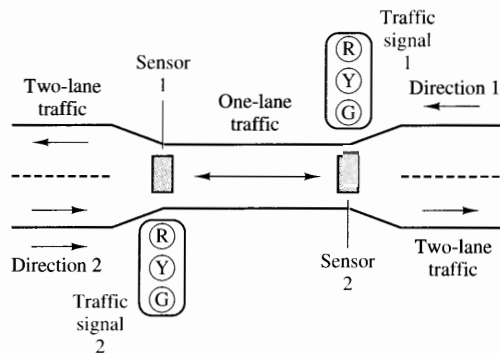 Traffic
signal
1
R
Y
G
Sensor
1
Two-lane
traffic
One-lane
traffic
Direction 1
Direction 2
R
Y
G
Traffic
signal
2
Sensor
2
Two-lane
traffic